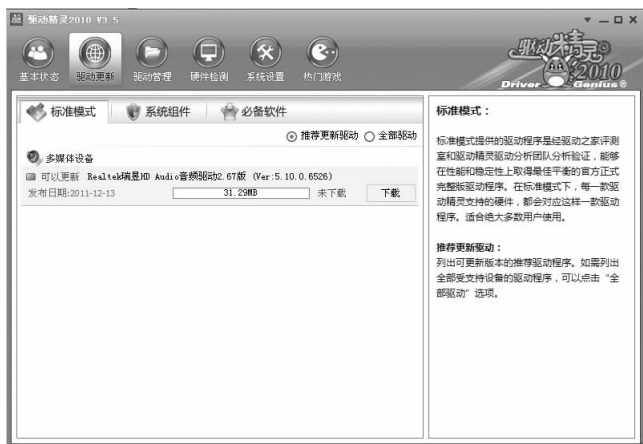 驱动精灵2010 V3.5
驱动精灵
2010
Driver Genius
基本状态 驱动更新 驱动管理 硬件检测 系统设置 热门游戏
标准模式 系统组件 必备软件
推荐更新驱动 全部驱动
多媒体设备
可以更新 Realtek瑞昱HD Audio音频驱动2.67版 (Ver:5.10.0.6526)
发布日期:2011-12-13 31.29MB 未下载 下载
标准模式：
标准模式提供的驱动程序是经驱动之家评测
室和驱动精灵驱动分析团队分析验证，能够
在性能和稳定性上取得最佳平衡的官方正式
完整版驱动程序。在标准模式下，每一款驱
动精灵支持的硬件，都会对应这样一款驱动
程序。适合绝大多数用户使用。
推荐更新驱动：
列出可更新版本的推荐驱动程序。如需列出
全部受支持设备的驱动程序，可以点击“全
部驱动”选项。